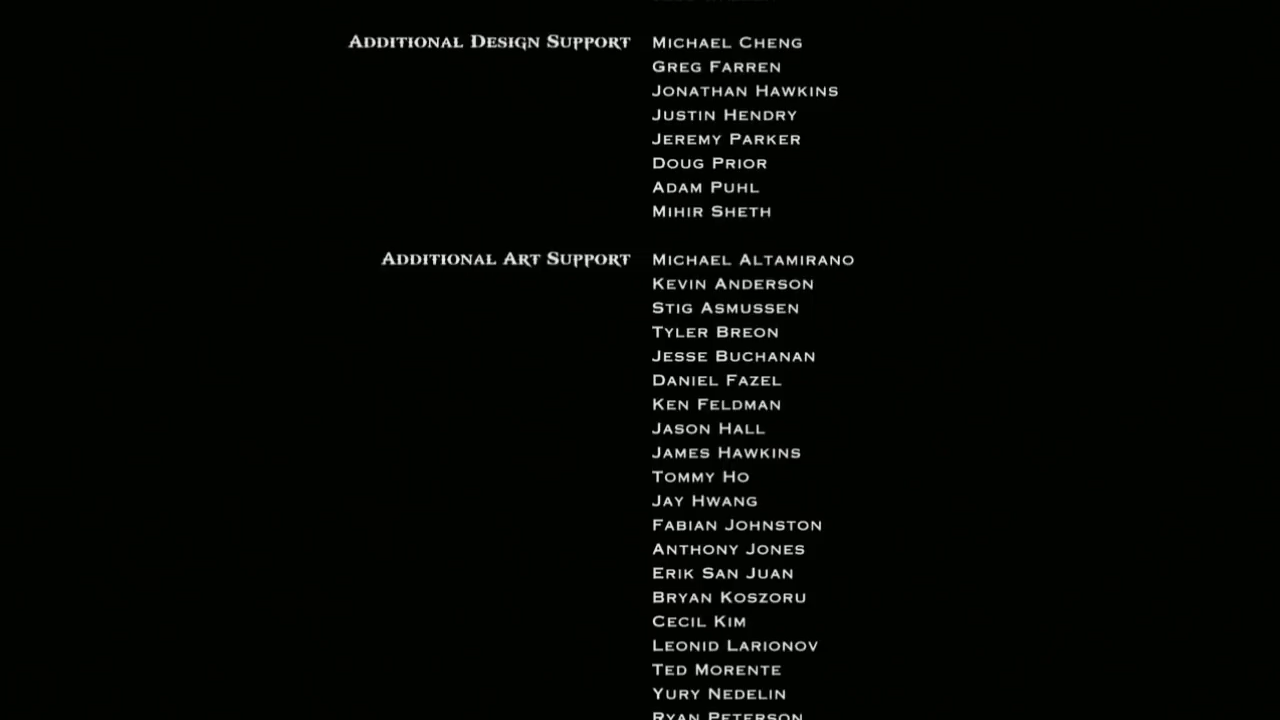 Additional Design Support Michael Cheng
Greg Farren
Jonathan Hawkins
Justin Hendry
Jeremy Parker
Doug Prior
Adam Puhl
Mihir Sheth
Additional Art Support Michael Altamirano
Kevin Anderson
Stig Asmussen
Tyler Breon
Jesse Buchanan
Daniel Fazel
Ken Feldman
Jason Hall
James Hawkins
Tommy Ho
Jay Hwang
Fabian Johnston
Anthony Jones
Erik San Juan
Bryan Koszoru
Cecil Kim
Leonid Larionov
Ted Morente
Yury Nedelin
Ryan Peterson